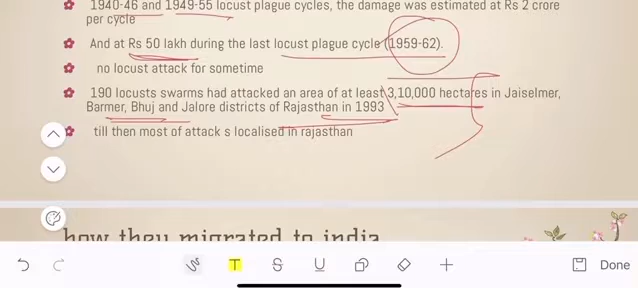 1940-46 and 1949-55 locust plague cycles, the damage was estimated at Rs 2 crore
per cycle
And at Rs 50 lakh during the last locust plague cycle (1959-62).
no locust attack for sometime
190 locusts swarms had attacked an area of at least 3,10,000 hectares in Jaiselmer,
Barmer, Bhuj and Jalore districts of Rajasthan in 1993
till then most of attack s localised in rajasthan
how they migrated to india
T S U Done